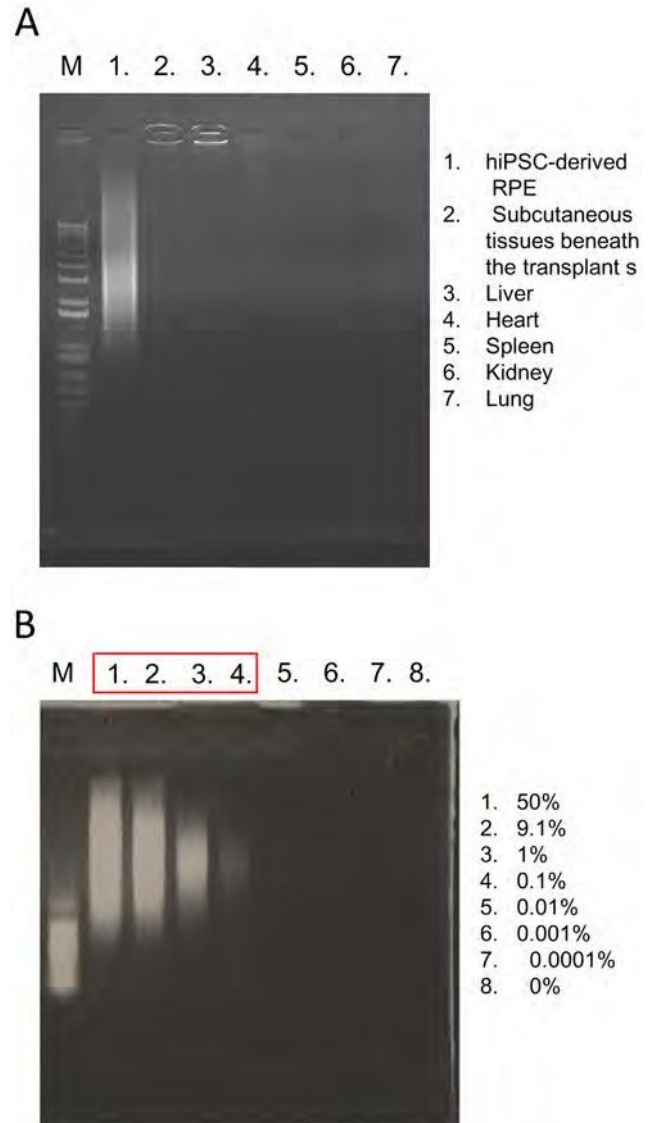 A
M 1. 2. 3. 4. 5. 6. 7.
1. hiPSC-derived
RPE
2. Subcutaneous
tissues beneath
the transplant s
3. Liver
4. Heart
5. Spleen
6. Kidney
7. Lung
B
M 1. 2. 3. 4. 5. 6. 7. 8.
1. 50%
2. 9.1%
3. 1%
4. 0.1%
5. 0.01%
6. 0.001%
7. 0.0001%
8. 0%